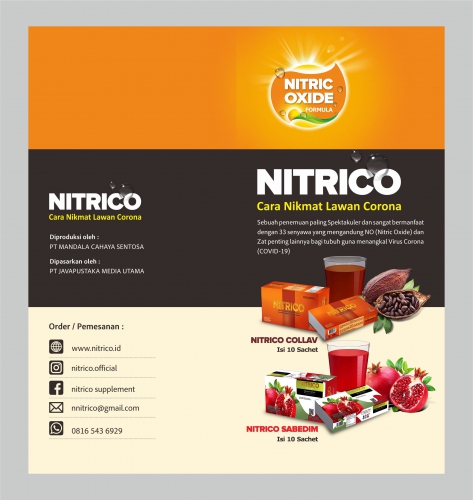 NITRIC
OXIDE
FORMULA
NITRICO
Cara Nikmat Lawan Corona
Diproduksi oleh :
PT MANDALA CAHAYA SENTOSA
Dipasarkan oleh :
PT JAVAPUSTAKA MEDIA UTAMA
NITRICO
Cara Nikmat Lawan Corona
Sebuah penemuan paling Spektakuler dan sangat bermanfaat
dengan 33 senyawa yang mengandung NO (Nitric Oxide) dan
Zat penting lainnya bagi tubuh guna menangkal Virus Corona
(COVID-19)
NITRICO
NITRICO COLLAV
Isi 10 Sachet
NITRICO
NITRICO SABEDIM
Isi 10 Sachet
Order / Pemesanan :
www.nitrico.id
nitrico.official
nitrico supplement
nnitrico@gmail.com
0816 543 6929